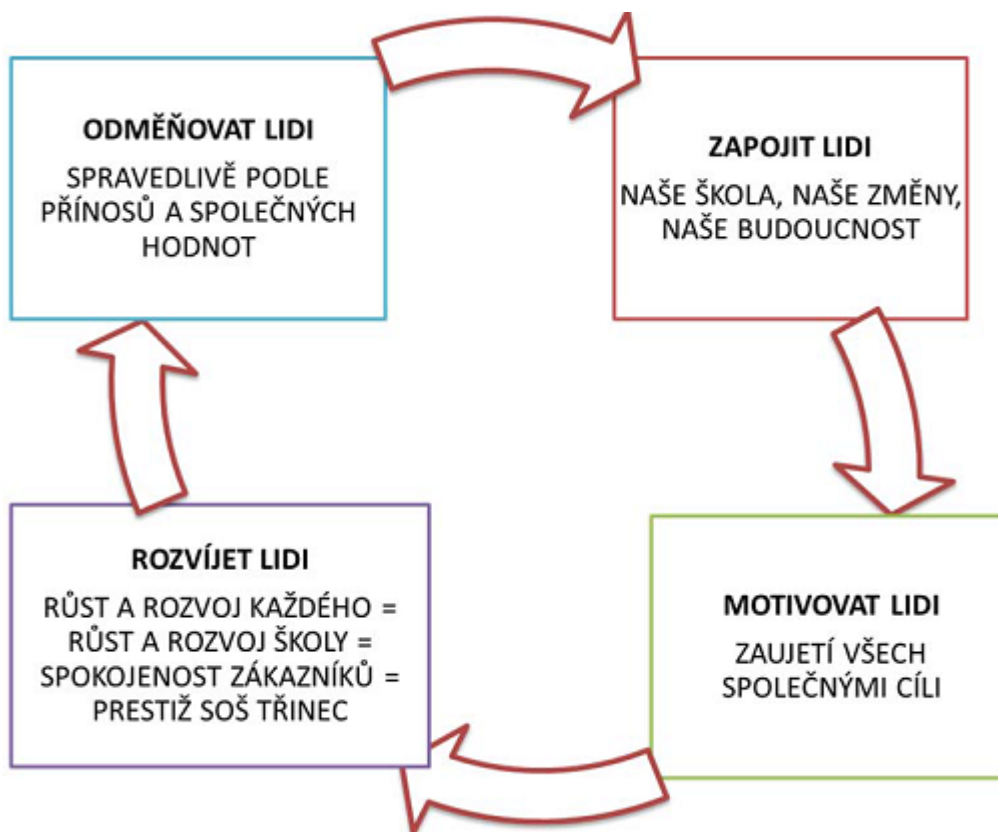 ODMĚŇOVAT LIDI
SPRAVEDLIVĚ PODLE
PŘÍNOSŮ A SPOLEČNÝCH
HODNOT
ZAPOJIT LIDI
NAŠE ŠKOLA, NAŠE ZMĚNY,
NAŠE BUDOUCNOST
ROZVÍJET LIDI
RŮST A ROZVOJ KAŽDÉHO =
RŮST A ROZVOJ ŠKOLY =
SPOKOJENOST ZÁKAZNÍKŮ =
PRESTIŽ SOŠ TŘINEC
MOTIVOVAT LIDI
ZAUJETÍ VŠECH
SPOLEČNÝMI CÍLI